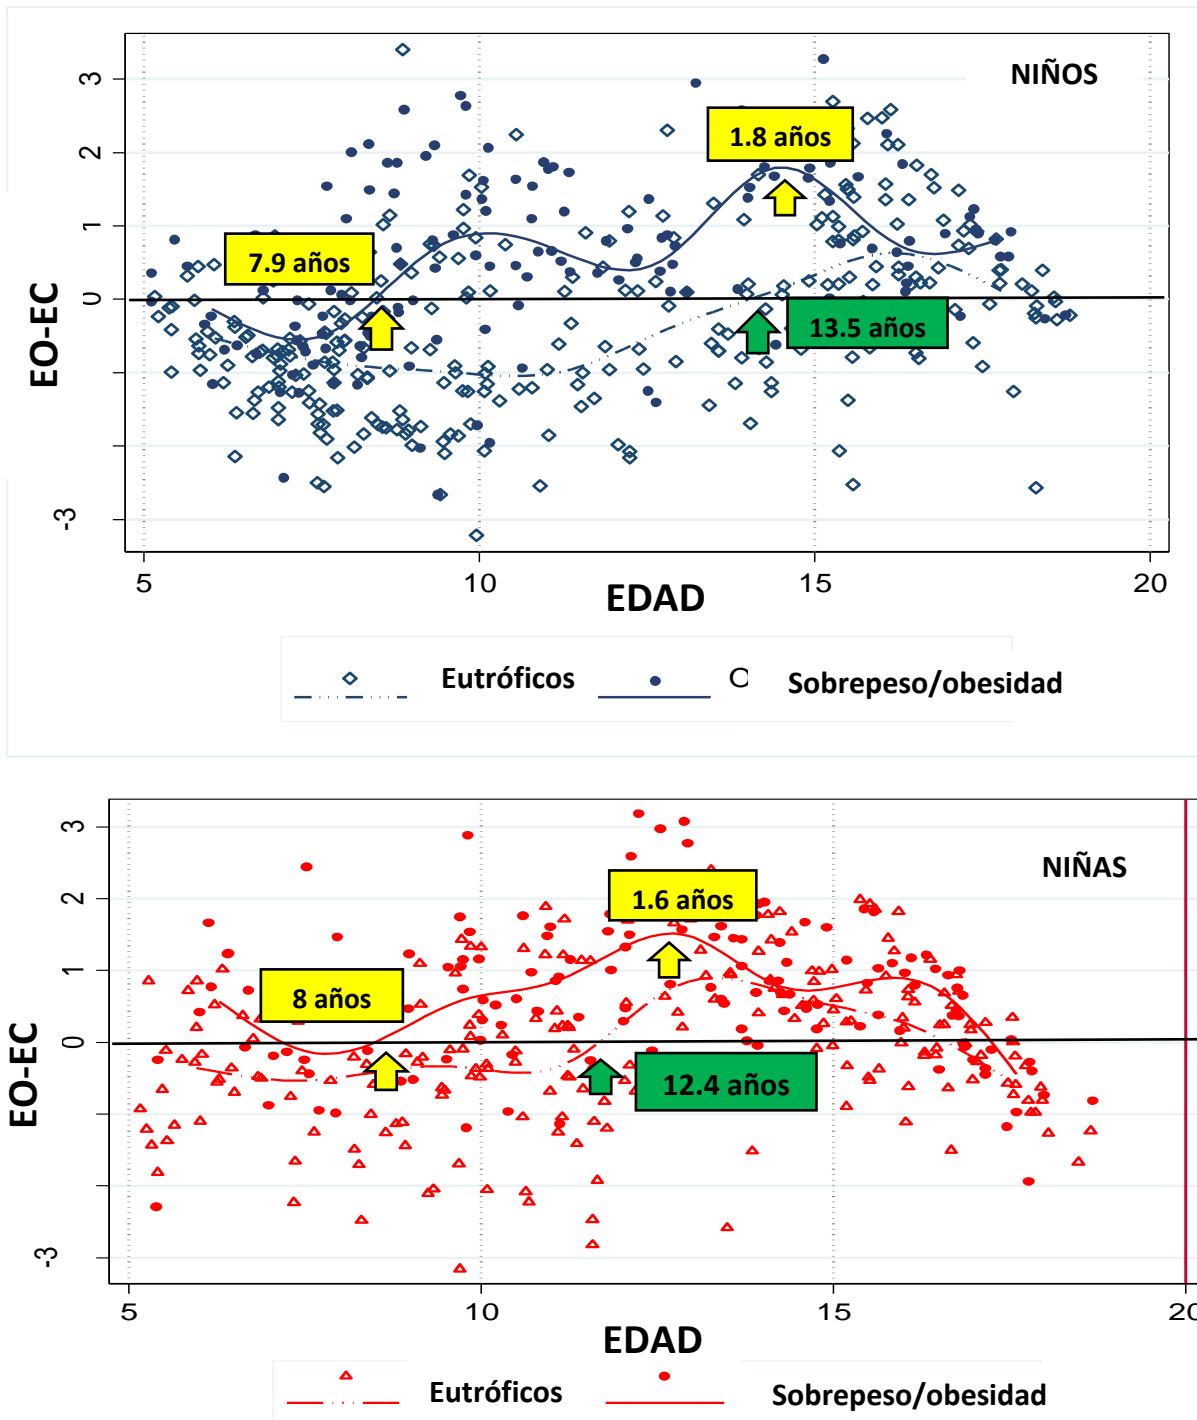 NIÑOS
3
2
1
0
-3
EO-EC
1.8 años
7.9 años
13.5 años
5
10
15
20
EDAD
Eutróficos
Sobrepeso/obesidad
NIÑAS
3
2
1
0
-3
EO-EC
1.6 años
8 años
12.4 años
5
10
15
20
EDAD
Eutróficos
Sobrepeso/obesidad